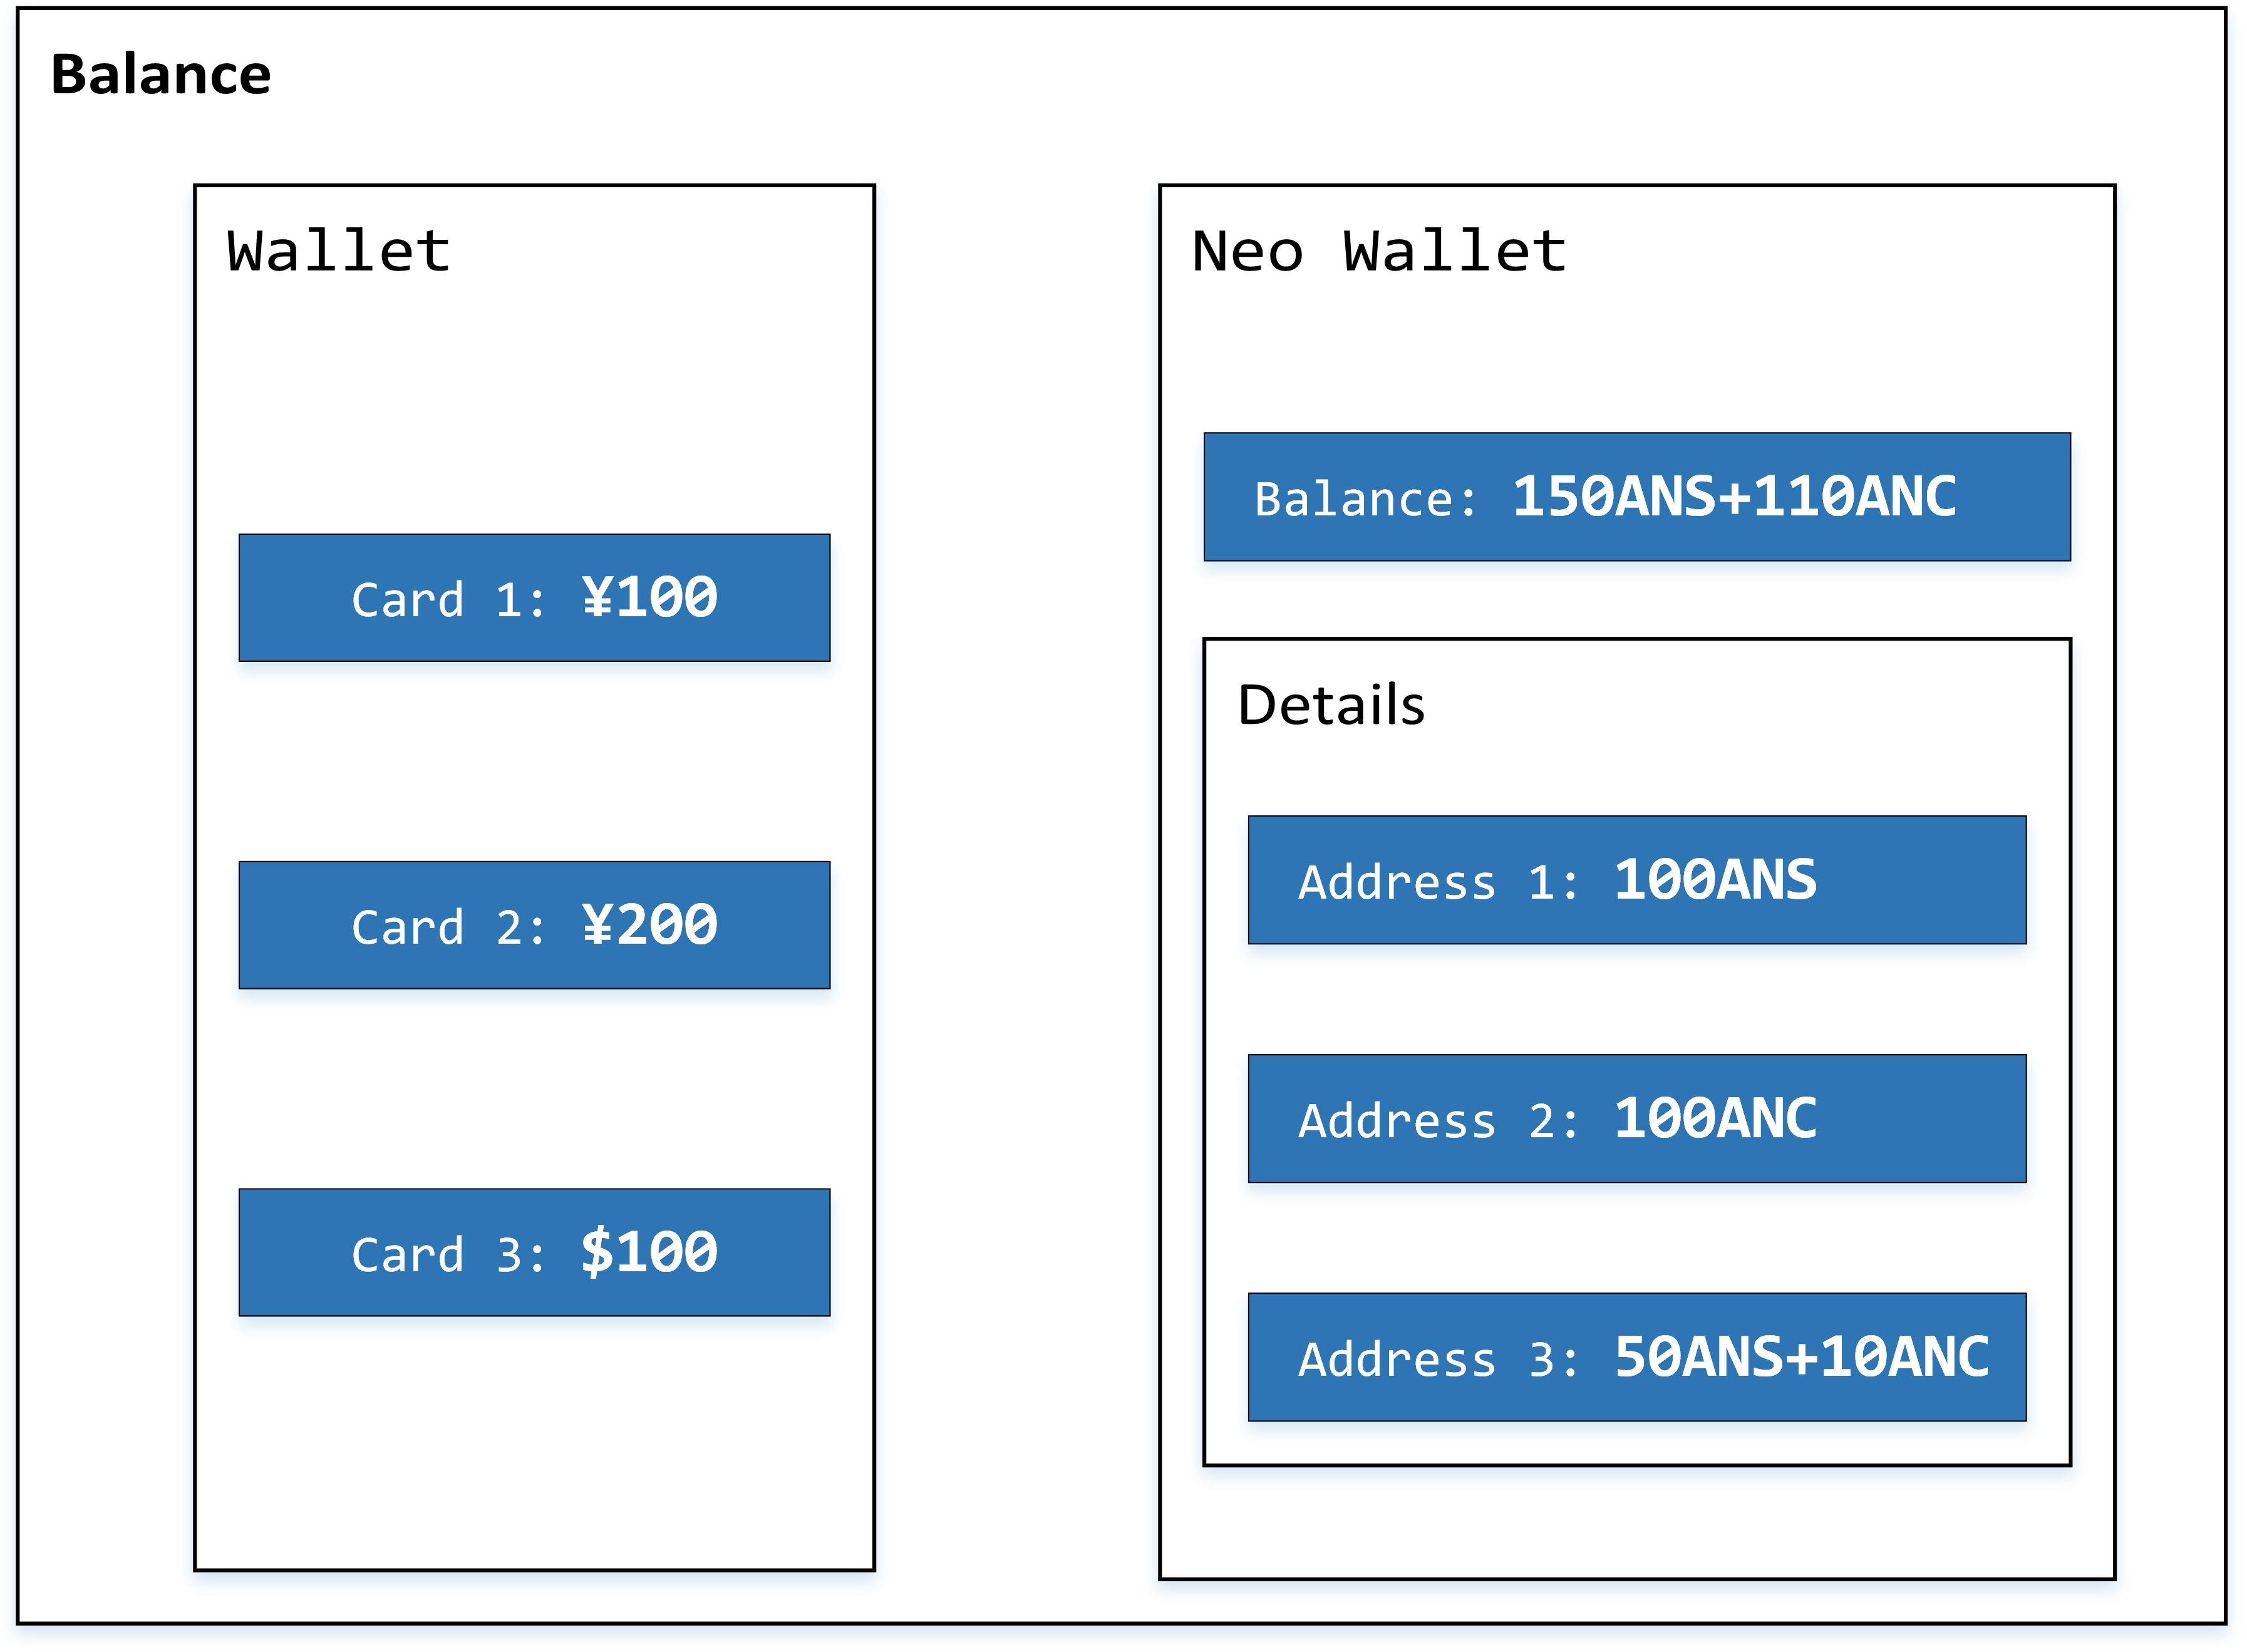 Balance
Wallet
Card 1: ¥100
Card 2: ¥200
Card 3: $100
Neo Wallet
Balance: 150ANS+110ANC
Details
Address 1: 100ANS
Address 2: 100ANC
Address 3: 50ANS+10ANC